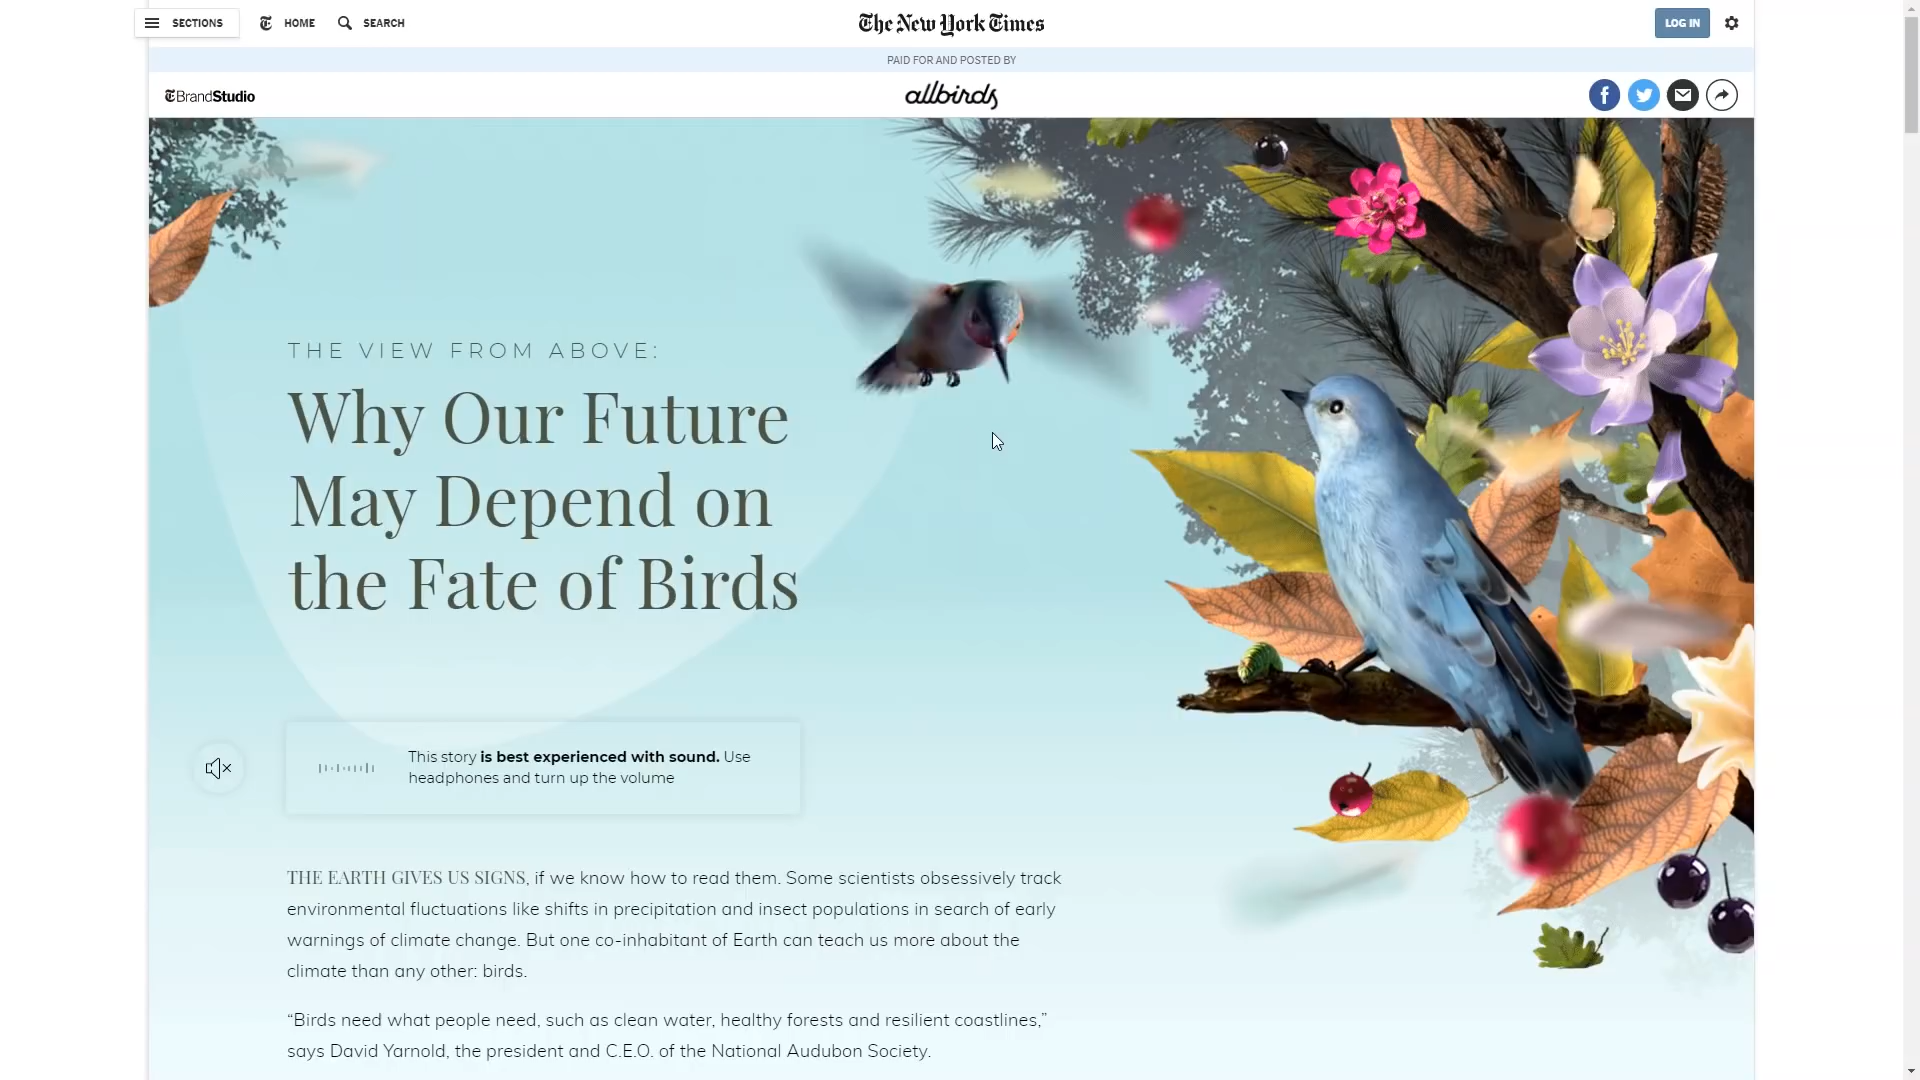 SECTIONS HOME SEARCH The New York Times LOG IN
PAID FOR AND POSTED BY
TBrandStudio allbirds
THE VIEW FROM ABOVE:
Why Our Future
May Depend on
the Fate of Birds
This story is best experienced with sound. Use
headphones and turn up the volume
THE EARTH GIVES US SIGNS, if we know how to read them. Some scientists obsessively track
environmental fluctuations like shifts in precipitation and insect populations in search of early
warnings of climate change. But one co-inhabitant of Earth can teach us more about the
climate than any other: birds.
“Birds need what people need, such as clean water, healthy forests and resilient coastlines,”
says David Yarnold, the president and C.E.O. of the National Audubon Society.